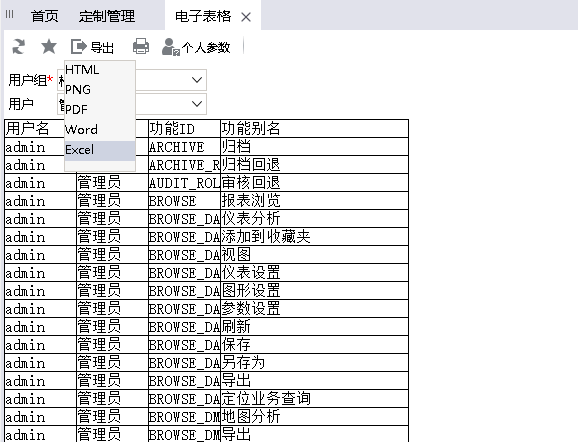 首页 定制管理 电子表格
导出 个人参数
用户组*
HTML
PNG
用户
PDF
Word
Excel
用户名 功能ID 功能别名
admin ARCHIVE 归档
admin ARCHIVE_R 归档回退
admin 管理员 AUDIT_ROL 审核回退
admin 管理员 BROWSE 报表浏览
admin 管理员 BROWSE_DA 仪表分析
admin 管理员 BROWSE_DA 添加到收藏夹
admin 管理员 BROWSE_DA 视图
admin 管理员 BROWSE_DA 仪表设置
admin 管理员 BROWSE_DA 图形设置
admin 管理员 BROWSE_DA 参数设置
admin 管理员 BROWSE_DA 刷新
admin 管理员 BROWSE_DA 保存
admin 管理员 BROWSE_DA 另存为
admin 管理员 BROWSE_DA 导出
admin 管理员 BROWSE_DA 定位业务查询
admin 管理员 BROWSE_DM 地图分析
admin 管理员 BROWSE_DM 导出